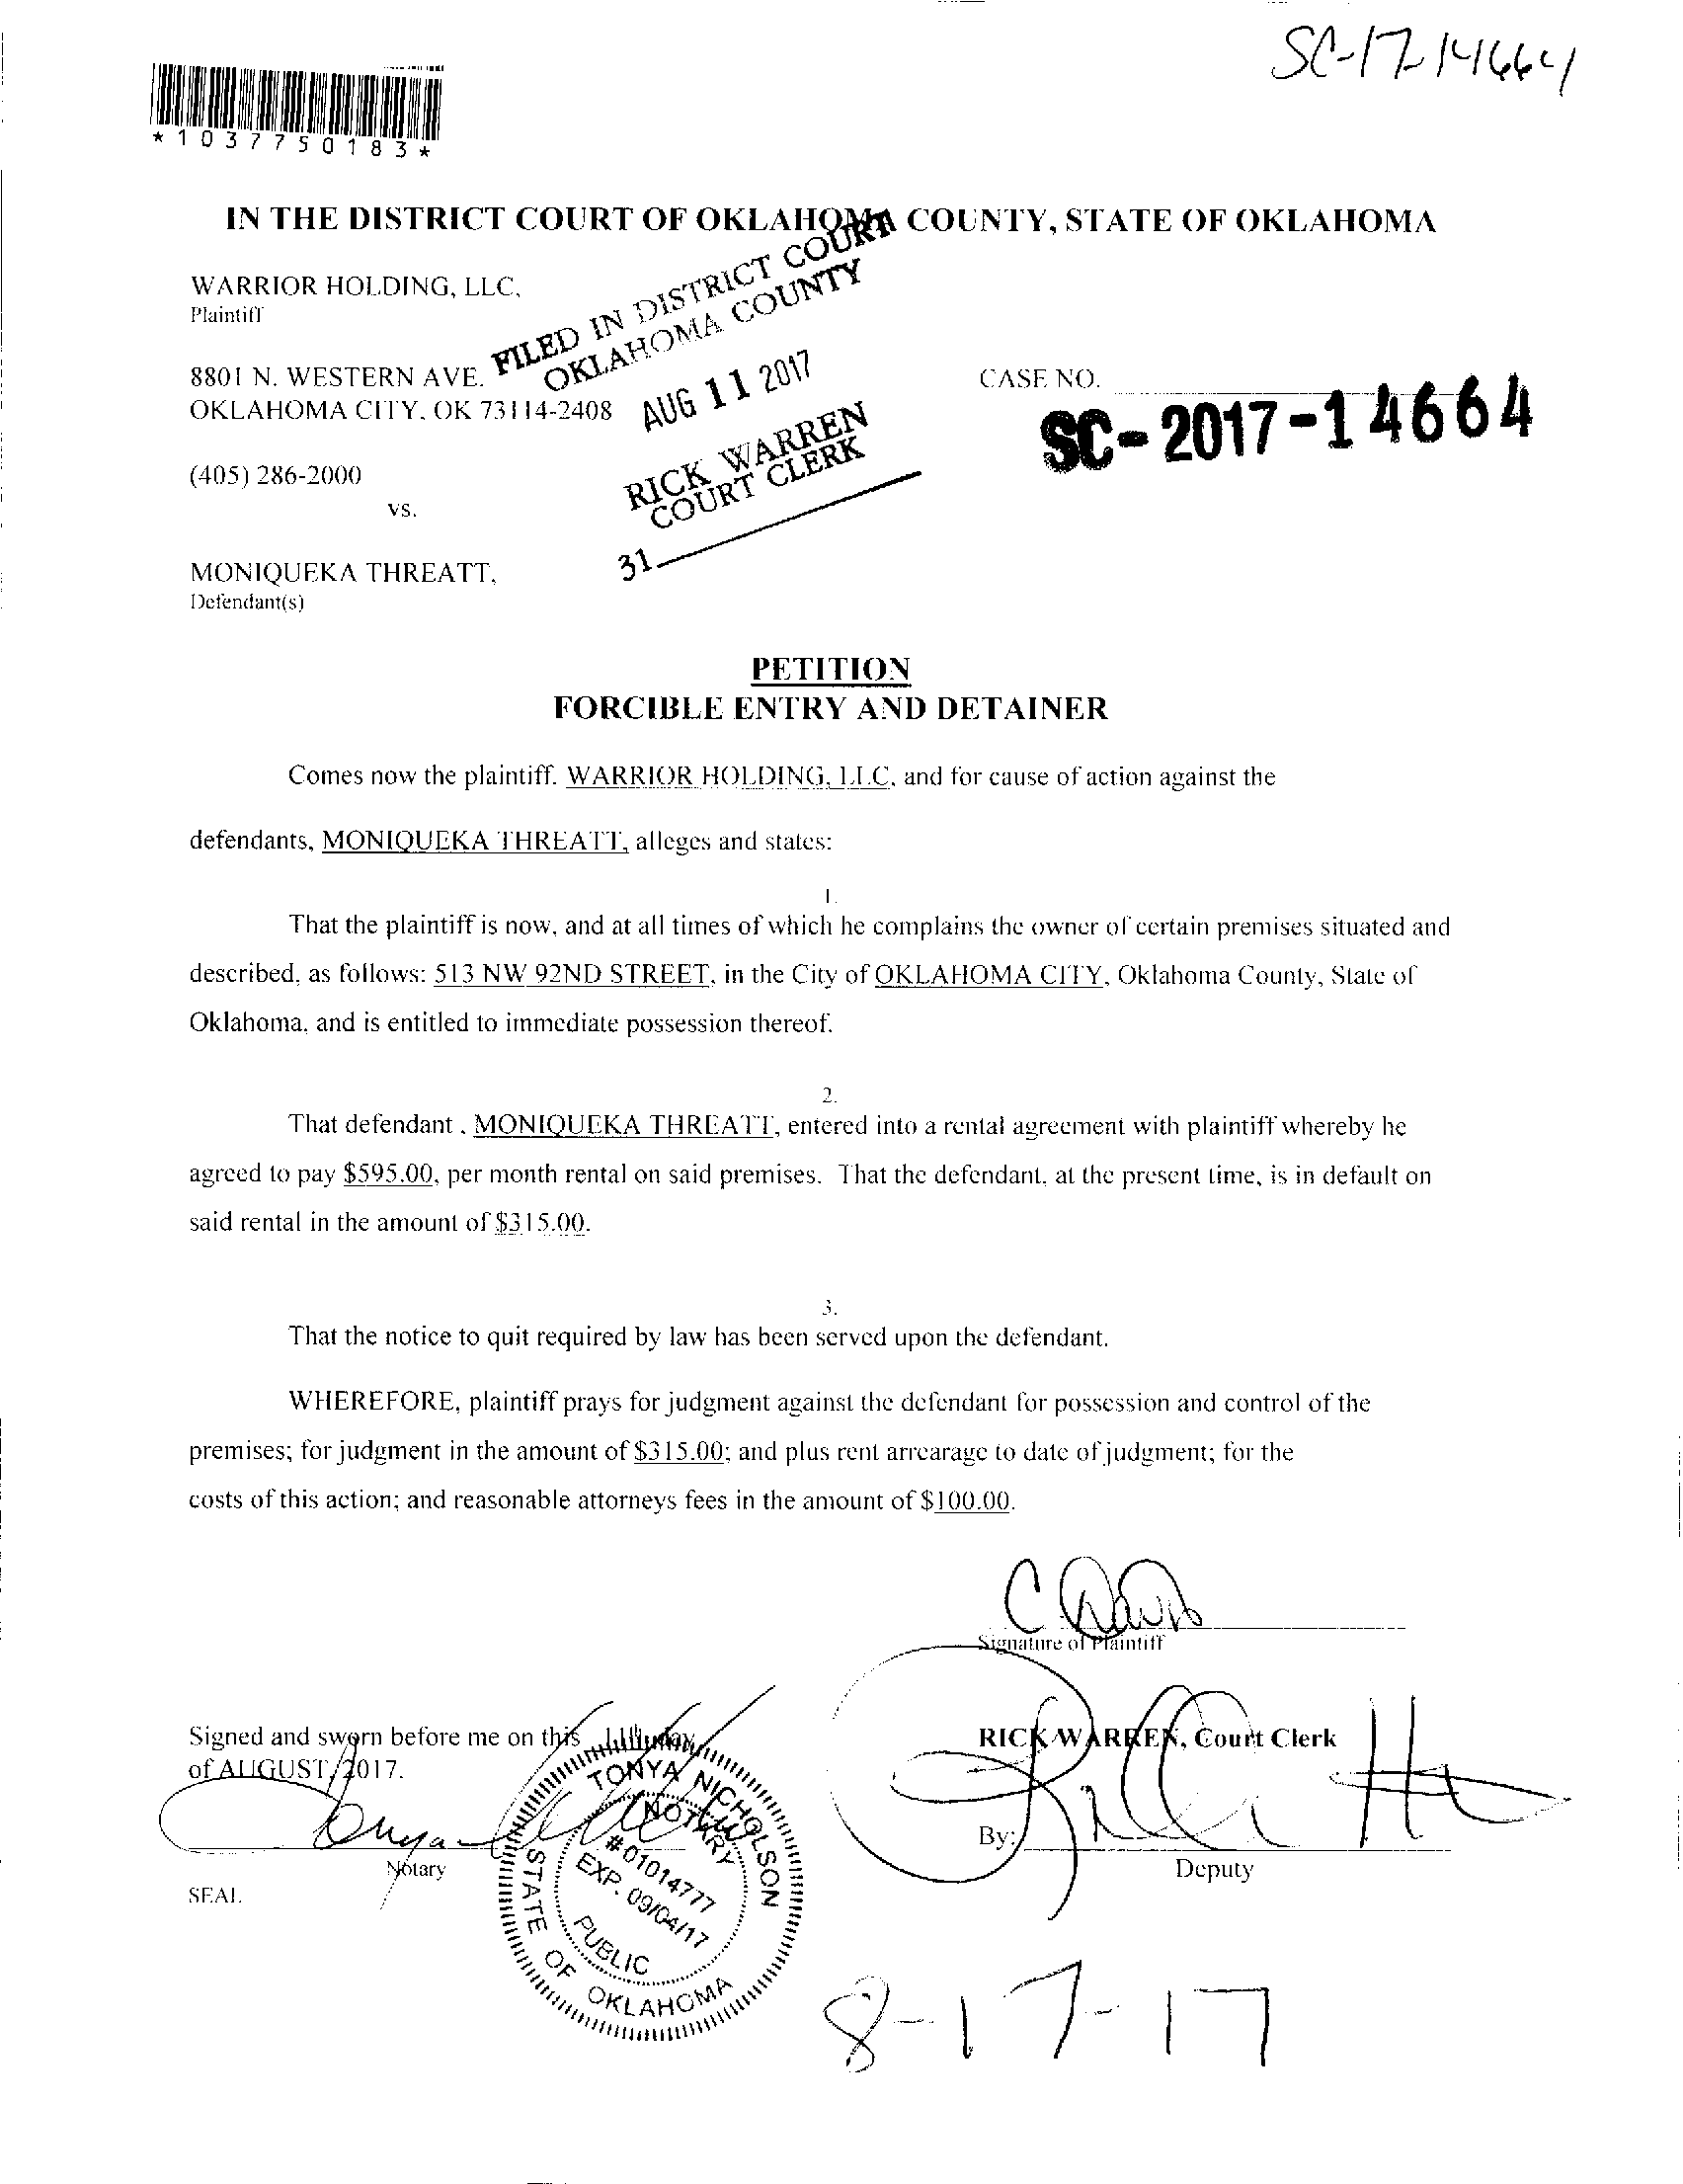 SC-17-14664
*1037750183*
IN THE DISTRICT COURT OF OKLAHOMA COUNTY, STATE OF OKLAHOMA
WARRIOR HOLDING, LLC,
Plaintiff
8801 N. WESTERN AVE.
OKLAHOMA CITY, OK 73114-2408
(405) 286-2000
vs.
MONIQUEKA THREATT,
Defendant(s)
FILED IN DISTRICT COURT
OKLAHOMA COUNTY
AUG 11 2017
RICK WARREN
COURT CLERK
31
CASE NO.
SC-2017-14664
PETITION
FORCIBLE ENTRY AND DETAINER
Comes now the plaintiff. WARRIOR HOLDING, LLC, and for cause of action against the
defendants, MONIQUEKA THREATT, alleges and states:
1.
That the plaintiff is now, and at all times of which he complains the owner of certain premises situated and
described, as follows: 513 NW 92ND STREET, in the City of OKLAHOMA CITY, Oklahoma County, State of
Oklahoma, and is entitled to immediate possession thereof.
2.
That defendant , MONIQUEKA THREATT, entered into a rental agreement with plaintiff whereby he
agreed to pay $595.00, per month rental on said premises. That the defendant, at the present time, is in default on
said rental in the amount of $315.00.
3.
That the notice to quit required by law has been served upon the defendant.
WHEREFORE, plaintiff prays for judgment against the defendant for possession and control of the
premises; for judgment in the amount of $315.00; and plus rent arrearage to date of judgment; for the
costs of this action; and reasonable attorneys fees in the amount of $100.00.
Signature of Plaintiff
Signed and sworn before me on this day
of AUGUST, 2017.
Notary
SEAL
TONYA NICHOLSON
NOTARY
#01014777
EXP. 09/04/17
PUBLIC
STATE OF OKLAHOMA
RICK WARREN, Court Clerk
By:
Deputy
8-17-17